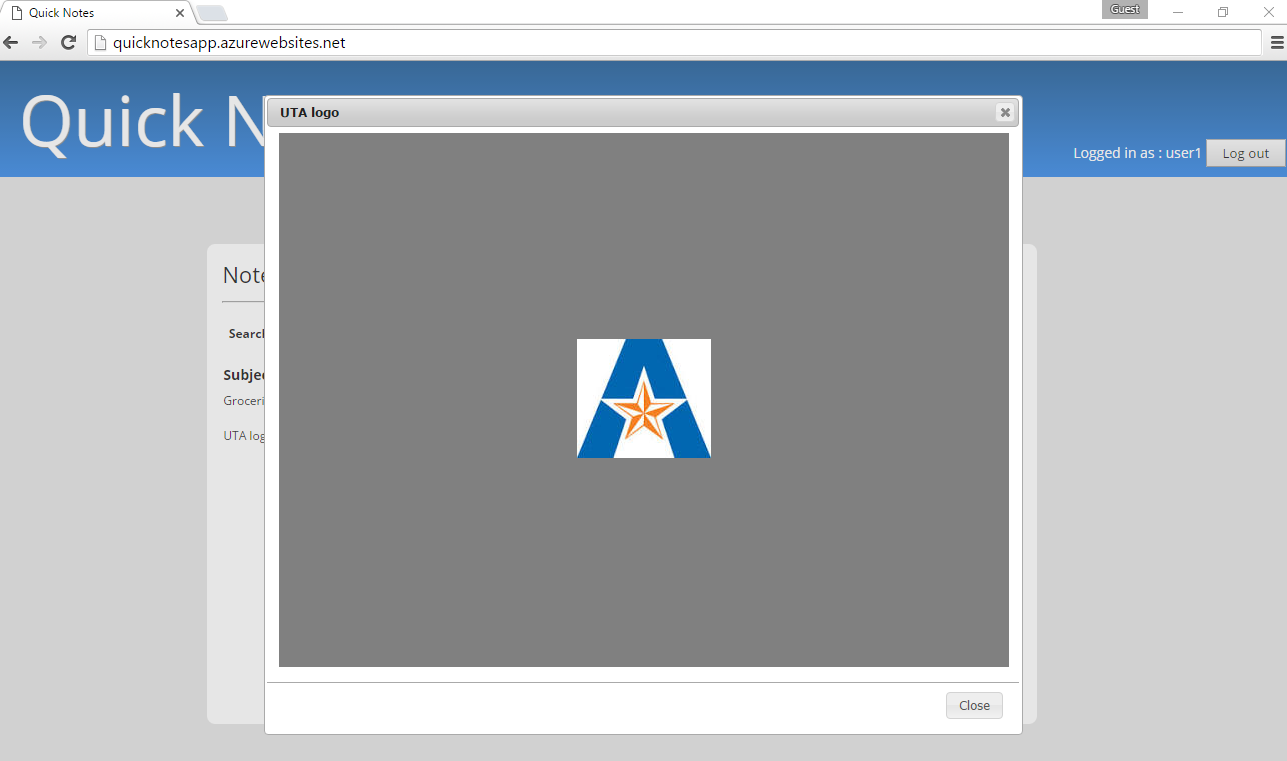 Quick Notes
Guest
quicknotesapp.azurewebsites.net
Quick N
UTA logo
Logged in as : user1
Log out
Note
Search
Subjec
Groceri
UTA log
Close